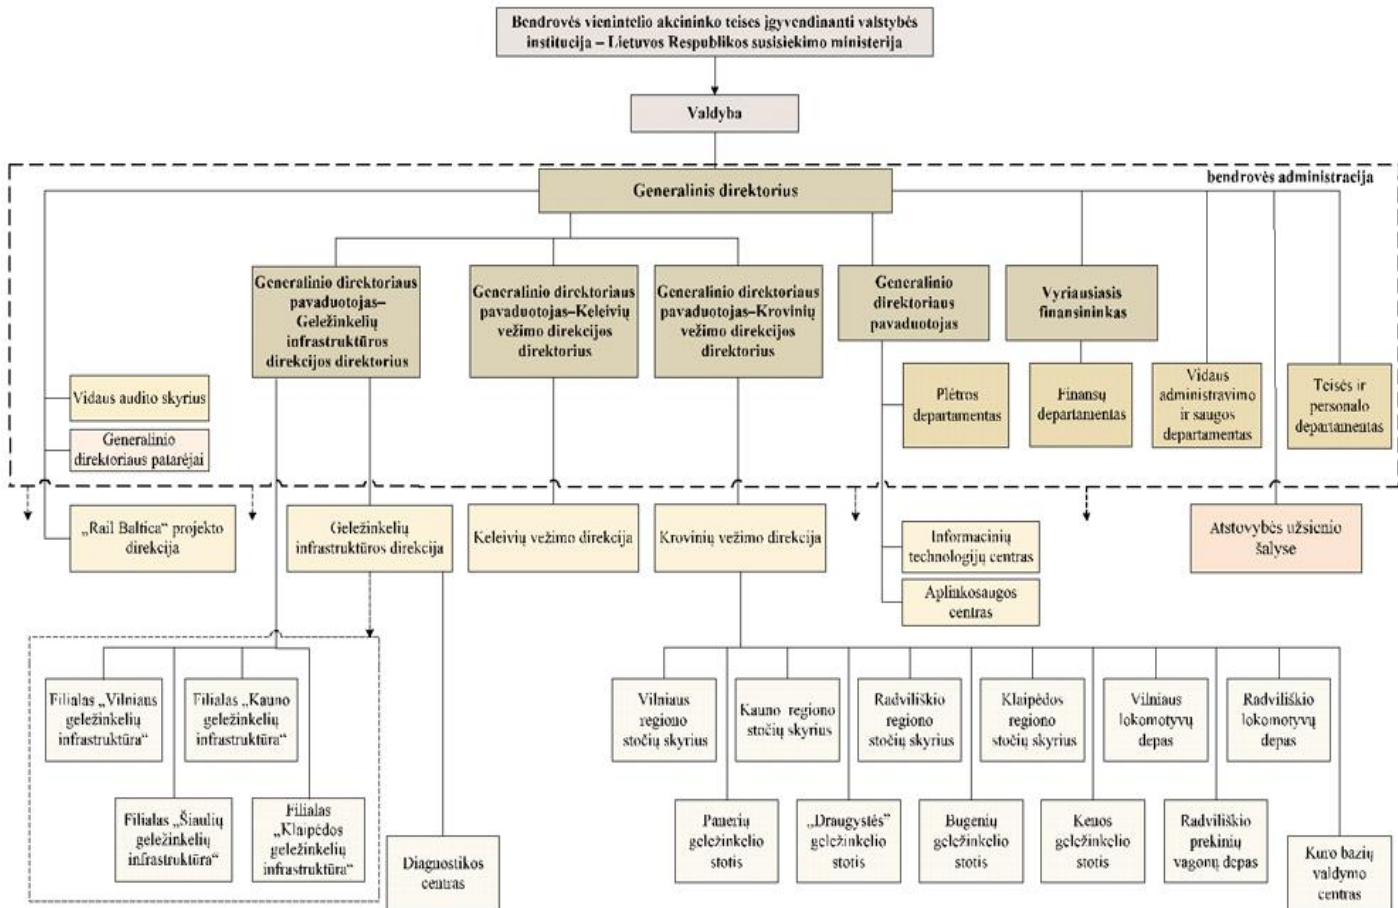 Bendrovės vienintelio akcininko teises įgyvendinanti valstybės
institucija – Lietuvos Respublikos susisiekimo ministerija
Valdyba
bendrovės administracija
Generalinis direktorius
Generalinio direktoriaus
pavaduotojas–
Geležinkelių
infrastruktūros
direkcijos direktorius
Generalinio direktoriaus
pavaduotojas–Keleivių
vežimo direkcijos
direktorius
Generalinio direktoriaus
pavaduotojas–Krovinių
vežimo direkcijos
direktorius
Generalinio
direktoriaus
pavaduotojas
Vyriausiasis
finansininkas
Vidaus audito skyrius
Generalinio
direktoriaus patarėjai
Plėtros
departamentas
Finansų
departamentas
Vidaus
administravimo
ir saugos
departamentas
Teisės ir
personalo
departamentas
„Rail Baltica“ projekto
direkcija
Geležinkelių
infrastruktūros direkcija
Keleivių vežimo direkcija
Krovinių vežimo direkcija
Informacinių
technologijų centras
Aplinkosaugos
centras
Atstovybės užsienio
šalyse
Filialas „Vilniaus
geležinkelių
infrastruktūra“
Filialas „Kauno
geležinkelių
infrastruktūra“
Filialas „Šiaulių
geležinkelių
infrastruktūra“
Filialas
„Klaipėdos
geležinkelių
infrastruktūra“
Diagnostikos
centras
Vilniaus
regiono
stočių skyrius
Kauno regiono
stočių skyrius
Radviliškio
regiono
stočių skyrius
Klaipėdos
regiono
stočių skyrius
Vilniaus
lokomotyvų
depas
Radviliškio
lokomotyvų
depas
Panerių
geležinkelio
stotis
„Draugystės”
geležinkelio
stotis
Bugenių
geležinkelio
stotis
Kenos
geležinkelio
stotis
Radviliškio
prekinių
vagonų depas
Kuro bazių
valdymo
centras